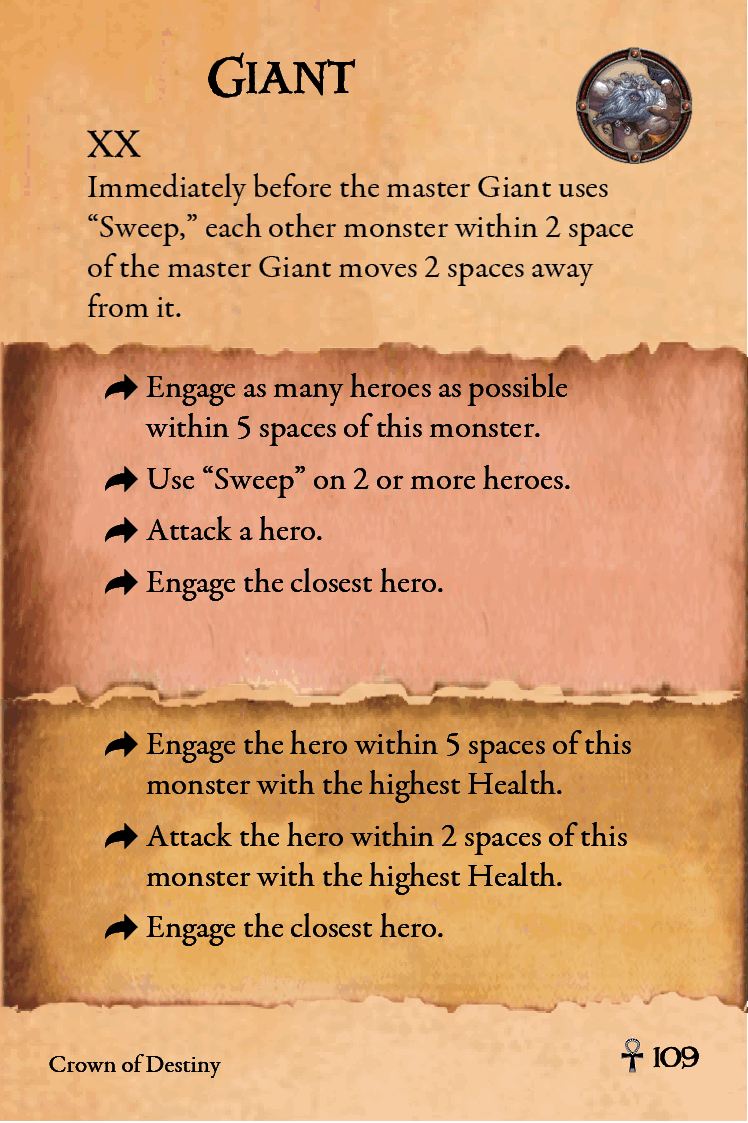 GIANT
XX
Immediately before the master Giant uses
“Sweep,” each other monster within 2 space
of the master Giant moves 2 spaces away
from it.
Engage as many heroes as possible
within 5 spaces of this monster.
Use “Sweep” on 2 or more heroes.
Attack a hero.
Engage the closest hero.
Engage the hero within 5 spaces of this
monster with the highest Health.
Attack the hero within 2 spaces of this
monster with the highest Health.
Engage the closest hero.
Crown of Destiny
109